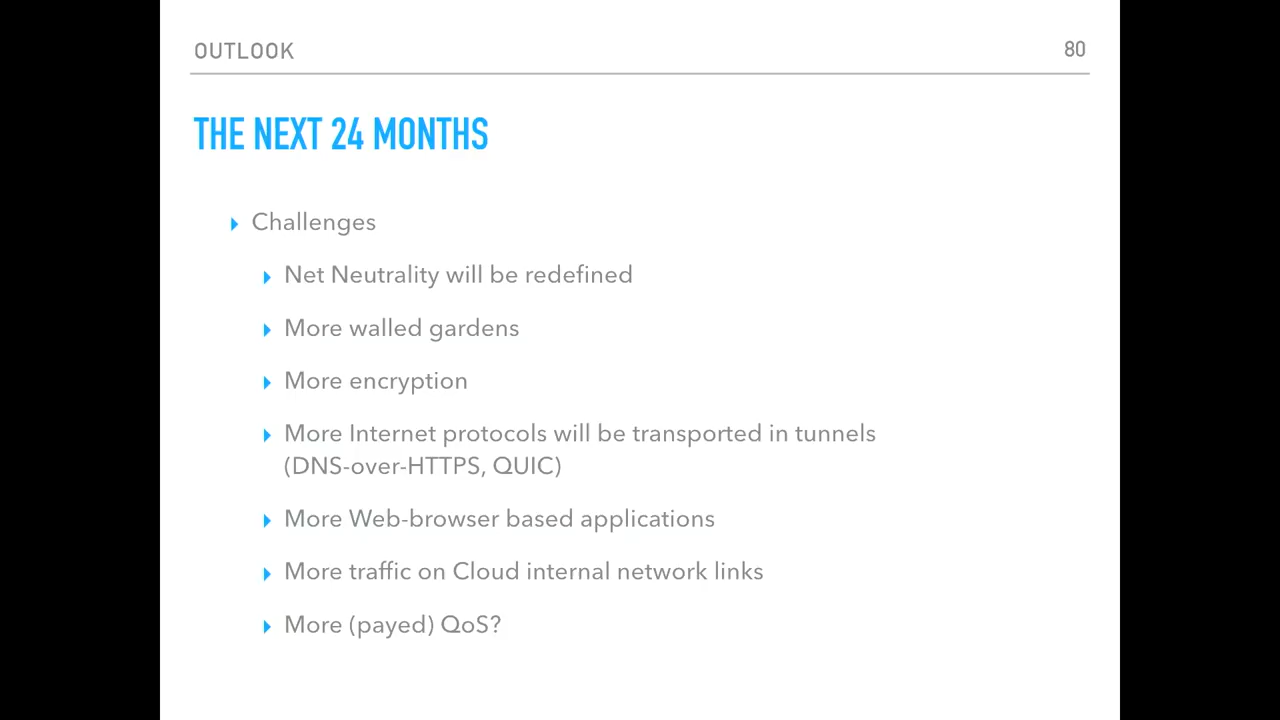 OUTLOOK
80
THE NEXT 24 MONTHS
Challenges
Net Neutrality will be redefined
More walled gardens
More encryption
More Internet protocols will be transported in tunnels
(DNS-over-HTTPS, QUIC)
More Web-browser based applications
More traffic on Cloud internal network links
More (payed) QoS?